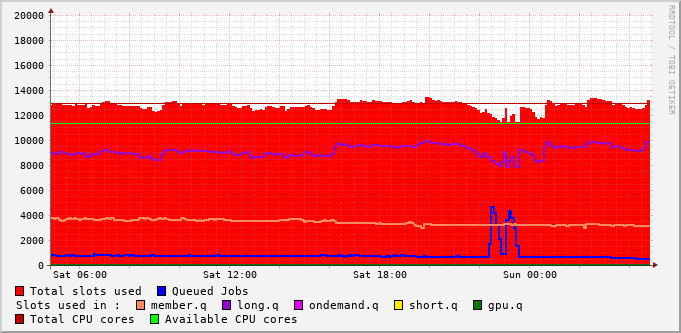 RRDTOOL / TOBI OETIKER
20000
18000
16000
14000
12000
10000
8000
6000
4000
2000
0
Sat 06:00 Sat 12:00 Sat 18:00 Sun 00:00
Total slots used Queued Jobs
Slots used in : member.q long.q ondemand.q short.q gpu.q
Total CPU cores Available CPU cores